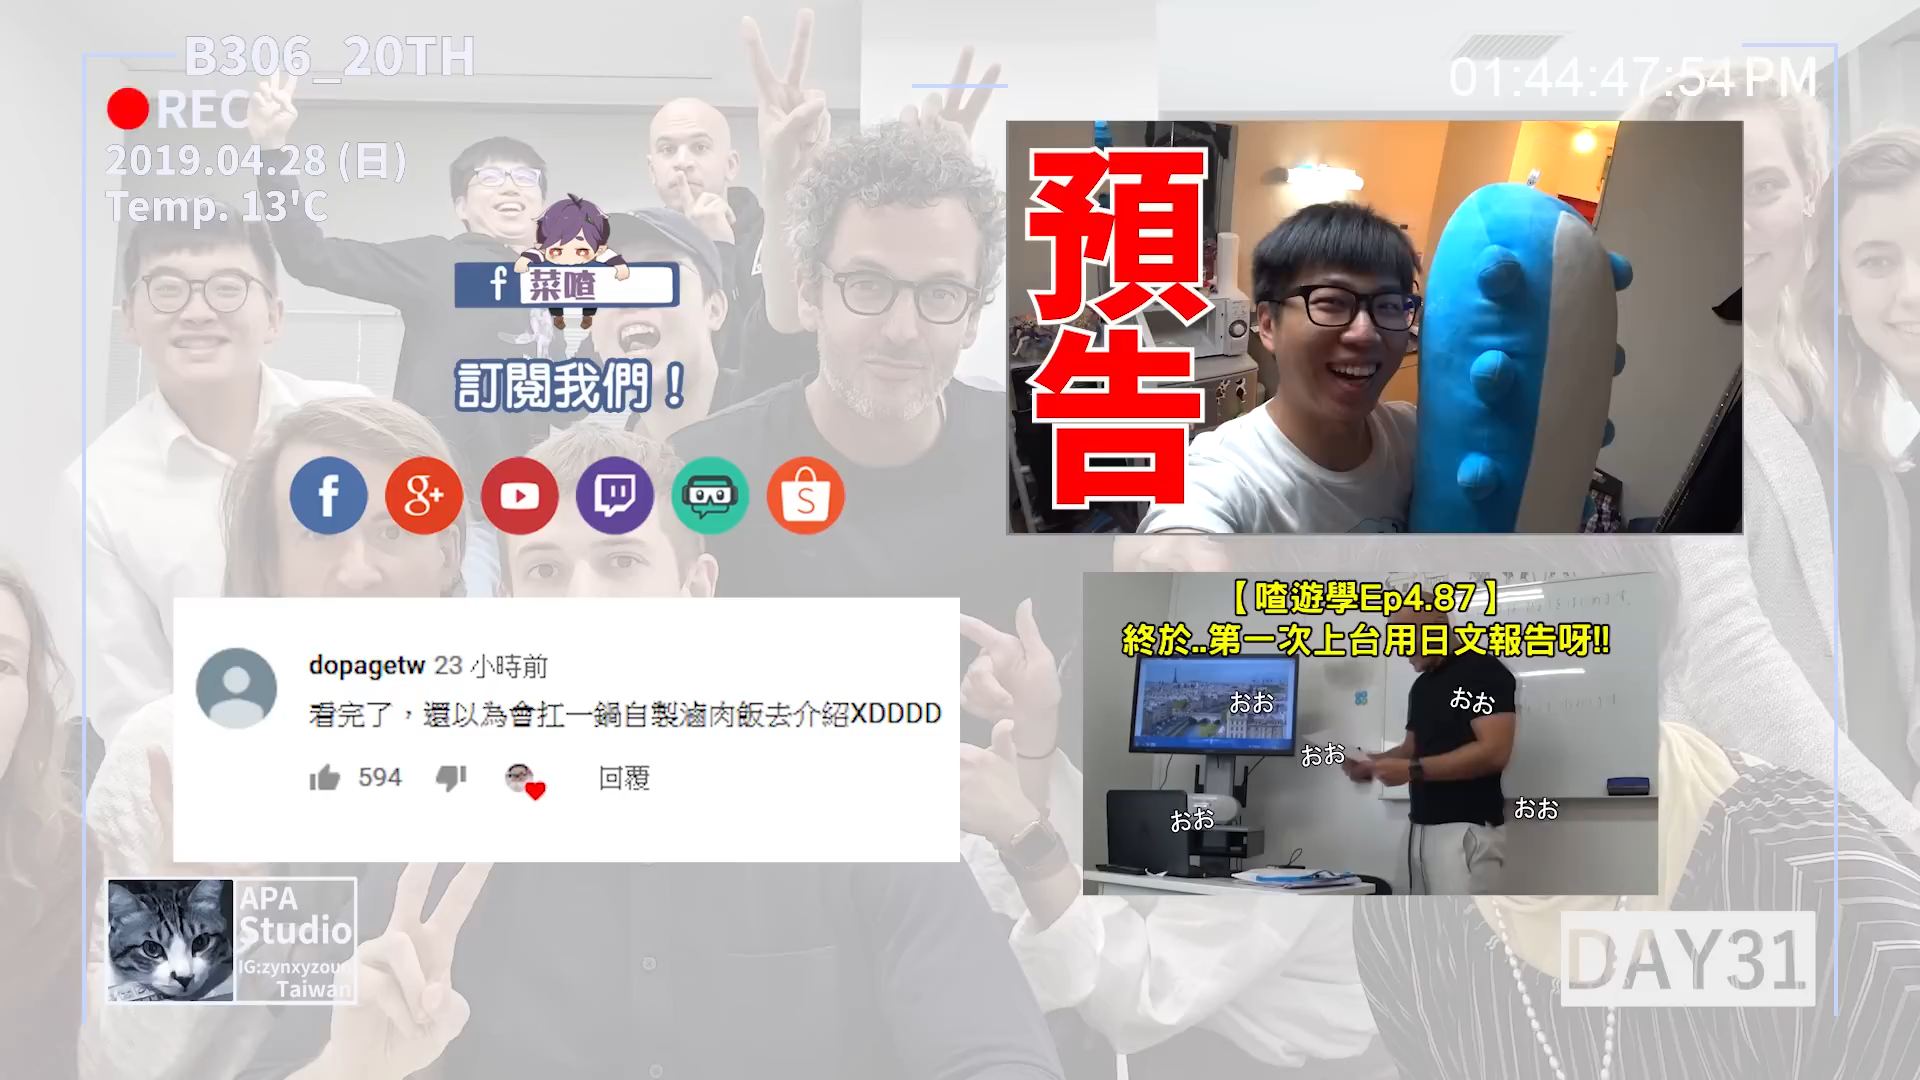 B306_20TH
REC
2019.04.28 (日)
Temp. 13'C
01:44:47:54 PM
菜喳
訂閱我們！
預告
dopagetw 23 小時前
看完了，還以為會扛一鍋自製滷肉飯去介紹XDDDD
594
回覆
【喳遊學Ep4.87】
終於..第一次上台用日文報告呀!!
おお
おお
おお
おお
おお
APA
Studio
Taiwan
DAY31